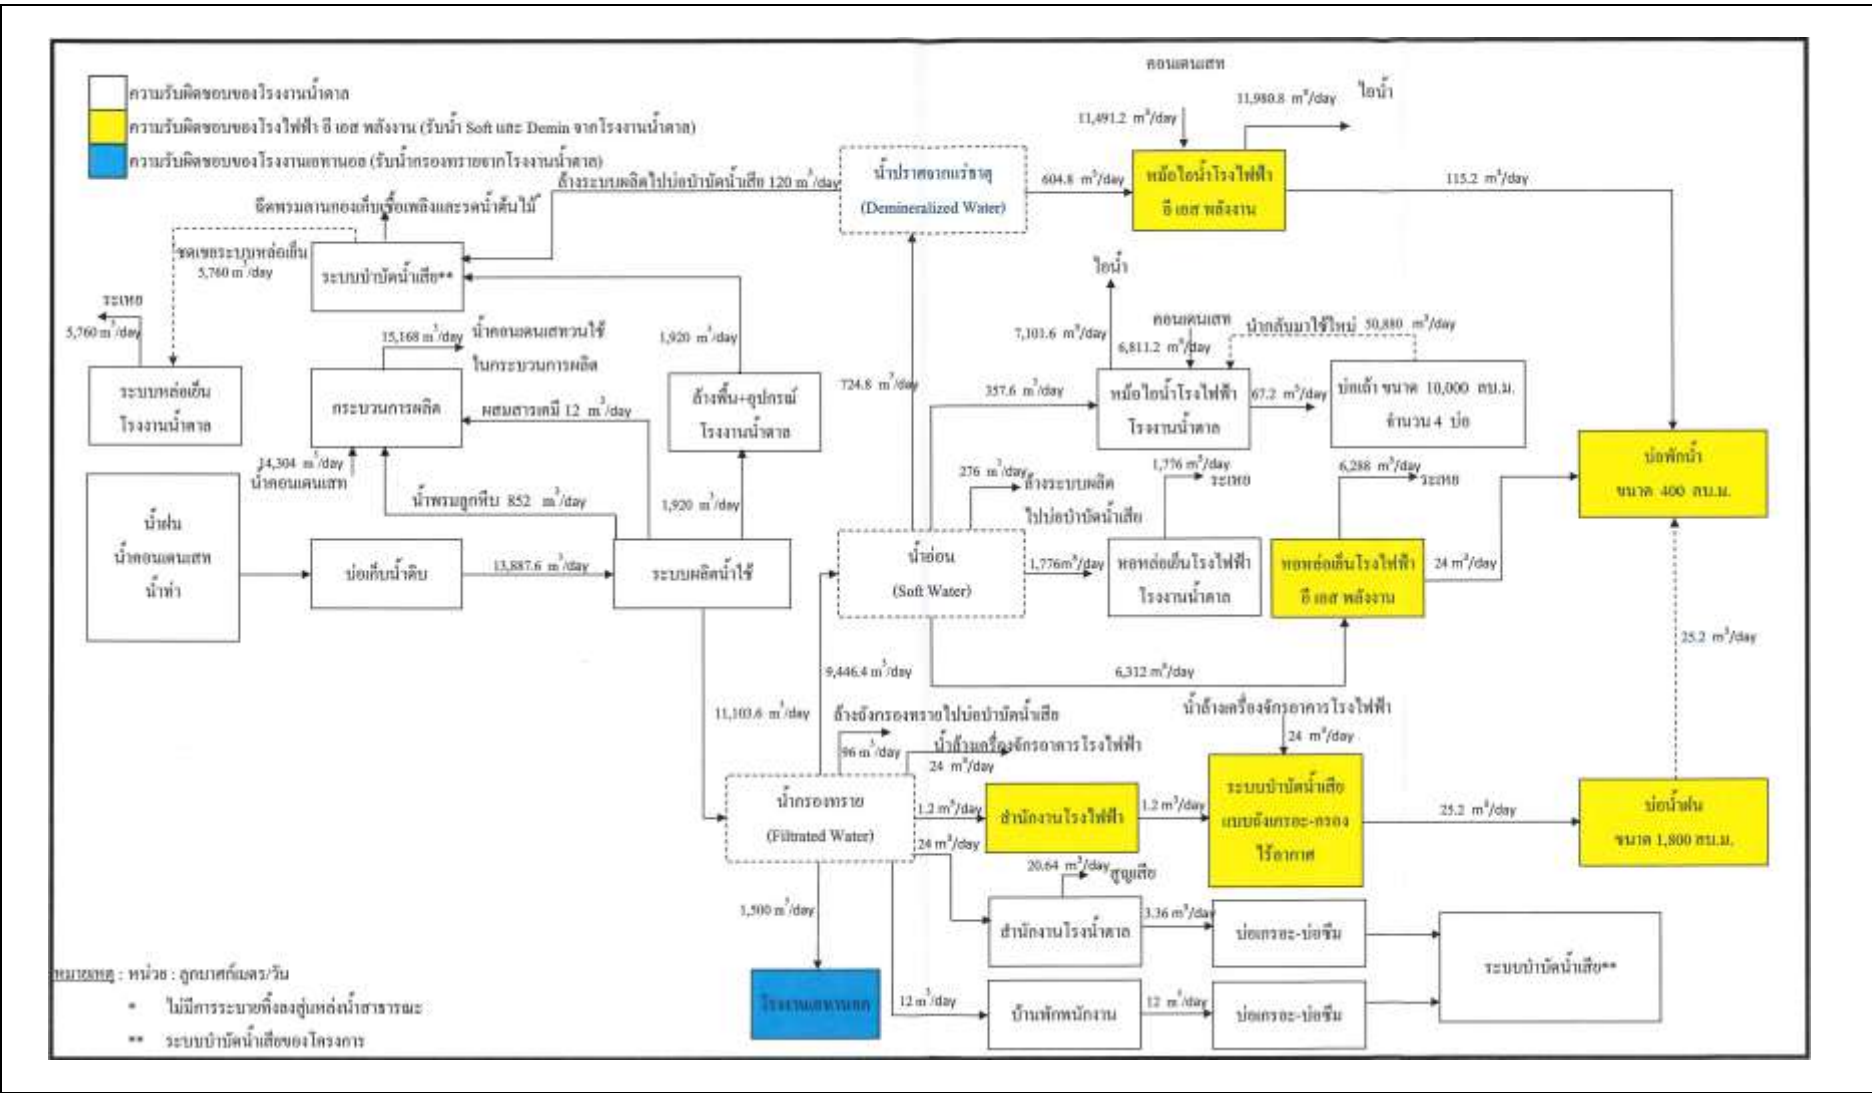 ความรับผิดชอบของโรงงานน้ำตาล
ความรับผิดชอบของโรงไฟฟ้า อี เอส พลังงาน (รับน้ำ Soft และ Demin จากโรงงานน้ำตาล)
ความรับผิดชอบของโรงงานเอทานอล (รับน้ำกรองทรายจากโรงงานน้ำตาล)
คอนเดนเสท
11,491.2 m³/day
11,980.8 m³/day
ไอน้ำ
ล้างระบบผลิตไปบ่อบำบัดน้ำเสีย 120 m³/day
น้ำปราศจากแร่ธาตุ
(Demineralized Water)
604.8 m³/day
หม้อไอน้ำโรงไฟฟ้า
อี เอส พลังงาน
115.2 m³/day
ฉีดพรมลานกองเก็บเชื้อเพลิงและรดน้ำต้นไม้*
ชดเชยระบบหล่อเย็น
5,760 m³/day
ระบบบำบัดน้ำเสีย**
ระเหย
5,760 m³/day
ระบบหล่อเย็น
โรงงานน้ำตาล
15,168 m³/day
น้ำคอนเดนเสทวนใช้
ในกระบวนการผลิต
กระบวนการผลิต
ผสมสารเคมี 12 m³/day
14,304 m³/day
น้ำคอนเดนเสท
1,920 m³/day
ล้างพื้น+อุปกรณ์
โรงงานน้ำตาล
น้ำพรมลูกหีบ 852 m³/day
1,920 m³/day
724.8 m³/day
ไอน้ำ
7,101.6 m³/day
คอนเดนเสท
6,811.2 m³/day
นำกลับมาใช้ใหม่ 50,880 m³/day
357.6 m³/day
หม้อไอน้ำโรงไฟฟ้า
โรงงานน้ำตาล
67.2 m³/day
บ่อเถ้า ขนาด 10,000 ลบ.ม.
จำนวน 4 บ่อ
บ่อพักน้ำ
ขนาด 400 ลบ.ม.
น้ำฝน
น้ำคอนเดนเสท
น้ำท่า
บ่อเก็บน้ำดิบ
13,887.6 m³/day
ระบบผลิตน้ำใช้
276 m³/day
ล้างระบบผลิต
ไปบ่อบำบัดน้ำเสีย
น้ำอ่อน
(Soft Water)
1,776 m³/day
ระเหย
1,776m³/day
หอหล่อเย็นโรงไฟฟ้า
โรงงานน้ำตาล
6,288 m³/day
ระเหย
หอหล่อเย็นโรงไฟฟ้า
อี เอส พลังงาน
24 m³/day
25.2 m³/day
6,312 m³/day
9,446.4 m³/day
11,103.6 m³/day
ล้างถังกรองทรายไปบ่อบำบัดน้ำเสีย
96 m³/day
น้ำล้างเครื่องจักรอาคารโรงไฟฟ้า
24 m³/day
น้ำล้างเครื่องจักรอาคารโรงไฟฟ้า
24 m³/day
น้ำกรองทราย
(Filtrated Water)
1.2 m³/day
สำนักงานโรงไฟฟ้า
1.2 m³/day
ระบบบำบัดน้ำเสีย
แบบถังเกรอะ-กรอง
ไร้อากาศ
25.2 m³/day
บ่อน้ำฝน
ขนาด 1,800 ลบ.ม.
24 m³/day
20.64 m³/day
สูญเสีย
สำนักงานโรงน้ำตาล
3.36 m³/day
บ่อเกรอะ-บ่อซึม
ระบบบำบัดน้ำเสีย**
1,500 m³/day
โรงงานเอทานอล
12 m³/day
บ้านพักพนักงาน
12 m³/day
บ่อเกรอะ-บ่อซึม
หมายเหตุ : หน่วย : ลูกบาศก์เมตร/วัน
* ไม่มีการระบายทิ้งลงสู่แหล่งน้ำสาธารณะ
** ระบบบำบัดน้ำเสียของโครงการ